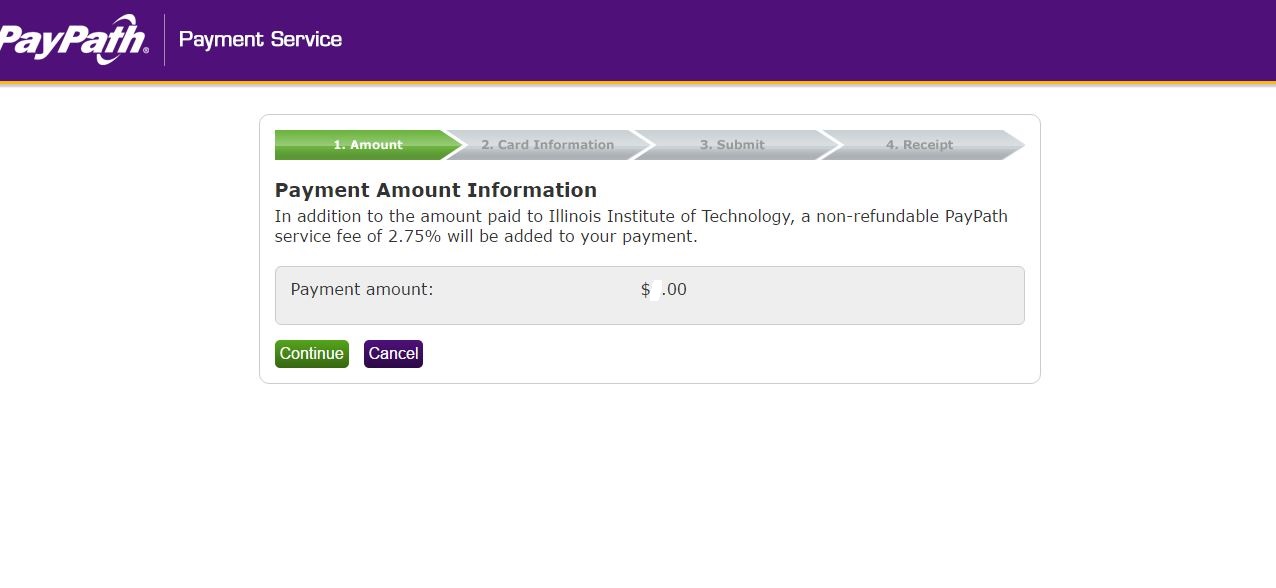 PayPath® Payment Service
1. Amount 2. Card Information 3. Submit 4. Receipt
Payment Amount Information
In addition to the amount paid to Illinois Institute of Technology, a non-refundable PayPath
service fee of 2.75% will be added to your payment.
Payment amount: $ .00
Continue Cancel